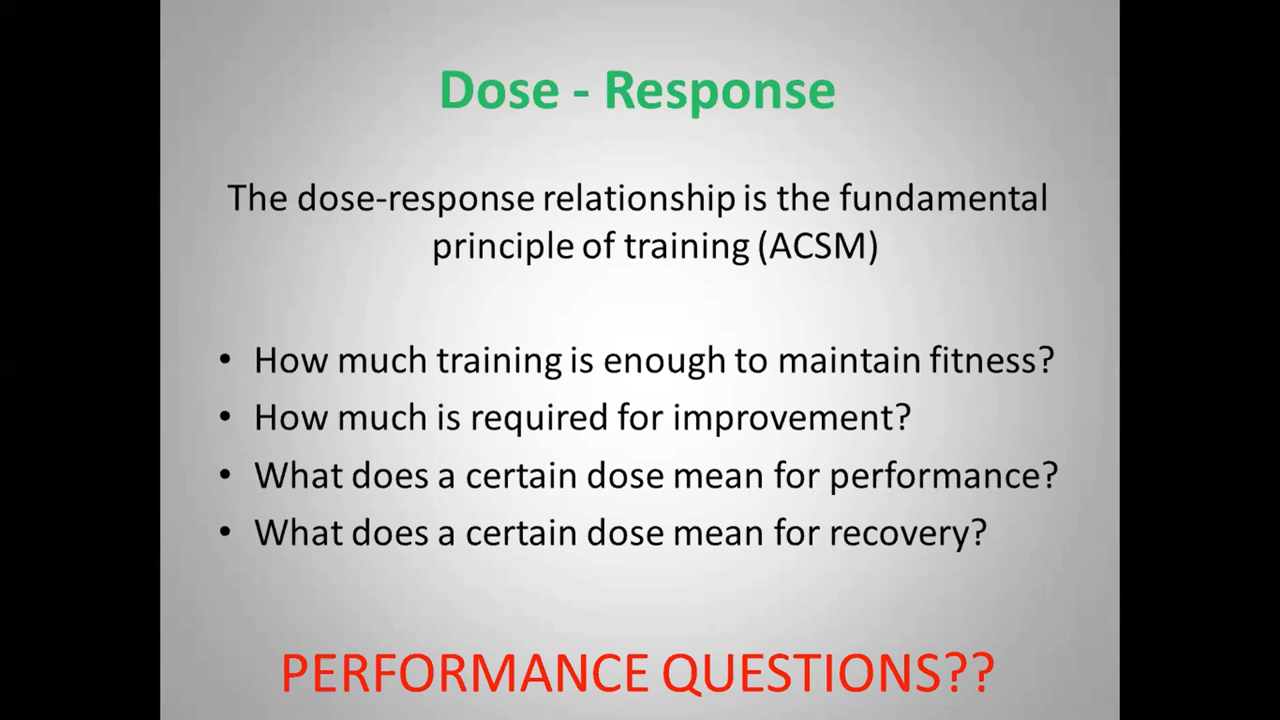 Dose - Response
The dose-response relationship is the fundamental
principle of training (ACSM)
• How much training is enough to maintain fitness?
• How much is required for improvement?
• What does a certain dose mean for performance?
• What does a certain dose mean for recovery?
PERFORMANCE QUESTIONS??